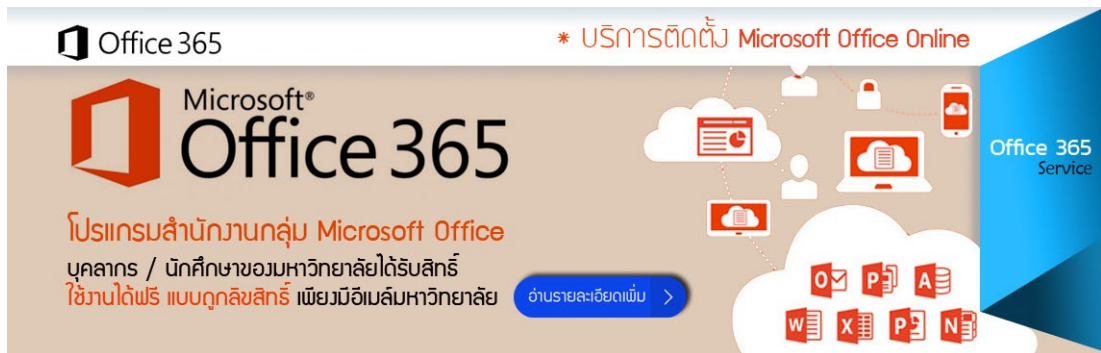 Office 365
* บริการติดตั้ง Microsoft Office Online
Microsoft®
Office 365
Office 365
Service
โปรแกรมสำนักงานกลุ่ม Microsoft Office
บุคลากร / นักศึกษาของมหาวิทยาลัยได้รับสิทธิ์
ใช้งานได้ฟรี แบบถูกลิขสิทธิ์ เพียงมีอีเมล์มหาวิทยาลัย
อ่านรายละเอียดเพิ่ม >
O P A
W X P N